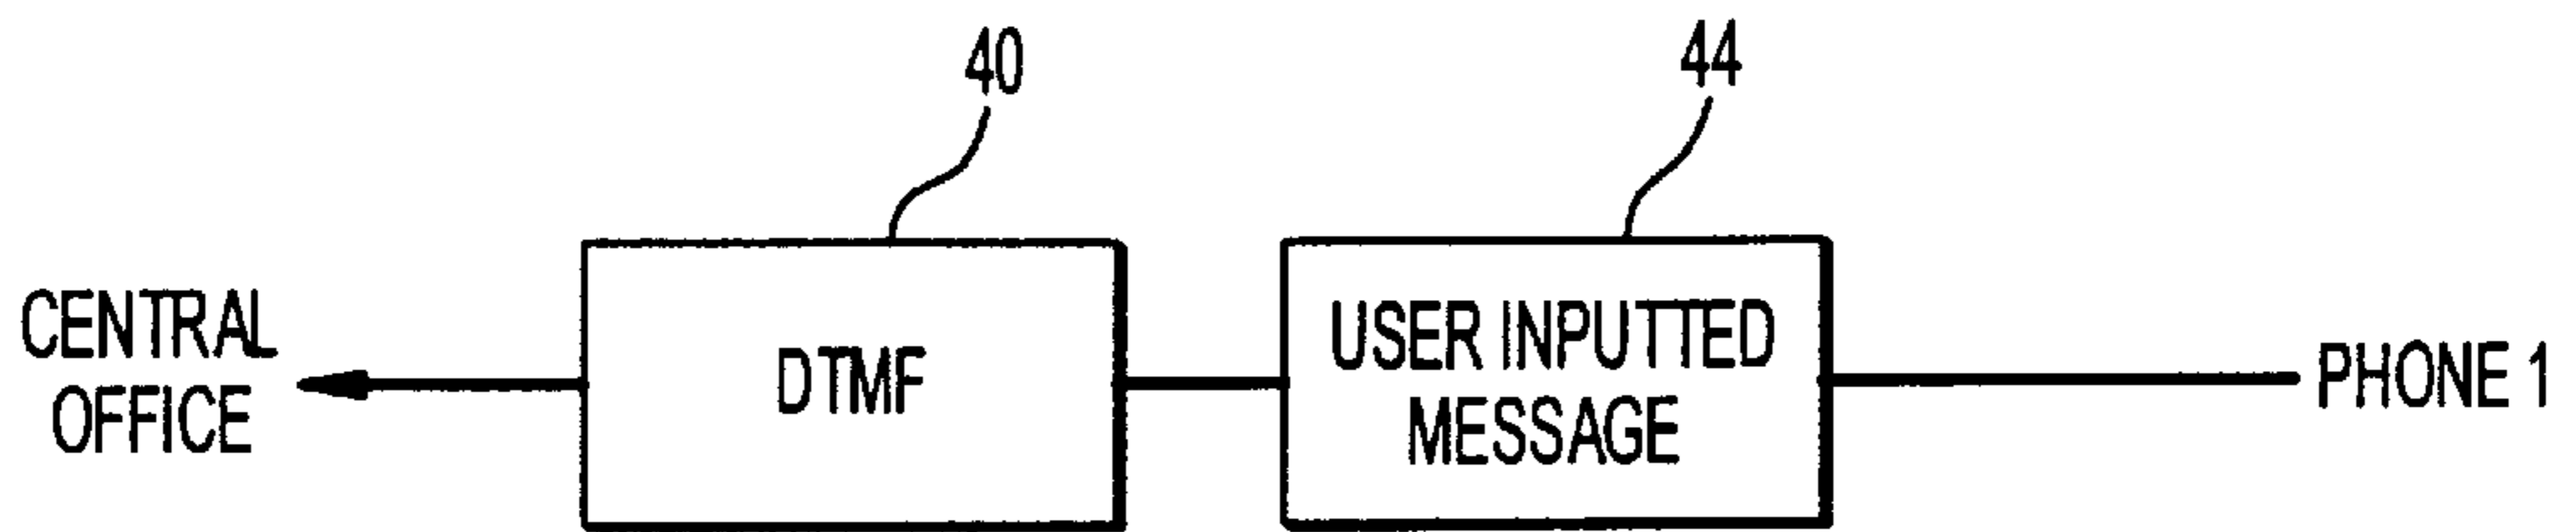 40
44
CENTRAL
OFFICE
DTMF
USER INPUTTED
MESSAGE
PHONE 1